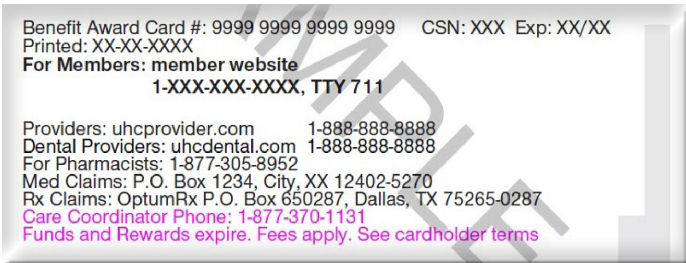 Benefit Award Card #: 9999 9999 9999 9999 CSN: XXX Exp: XX/XX
Printed: XX-XX-XXXX
For Members: member website
1-XXX-XXX-XXXX, TTY 711
Providers: uhcprovider.com 1-888-888-8888
Dental Providers: uhcdental.com 1-888-888-8888
For Pharmacists: 1-877-305-8952
Med Claims: P.O. Box 1234, City, XX 12402-5270
Rx Claims: OptumRx P.O. Box 650287, Dallas, TX 75265-0287
Care Coordinator Phone: 1-877-370-1131
Funds and Rewards expire. Fees apply. See cardholder terms